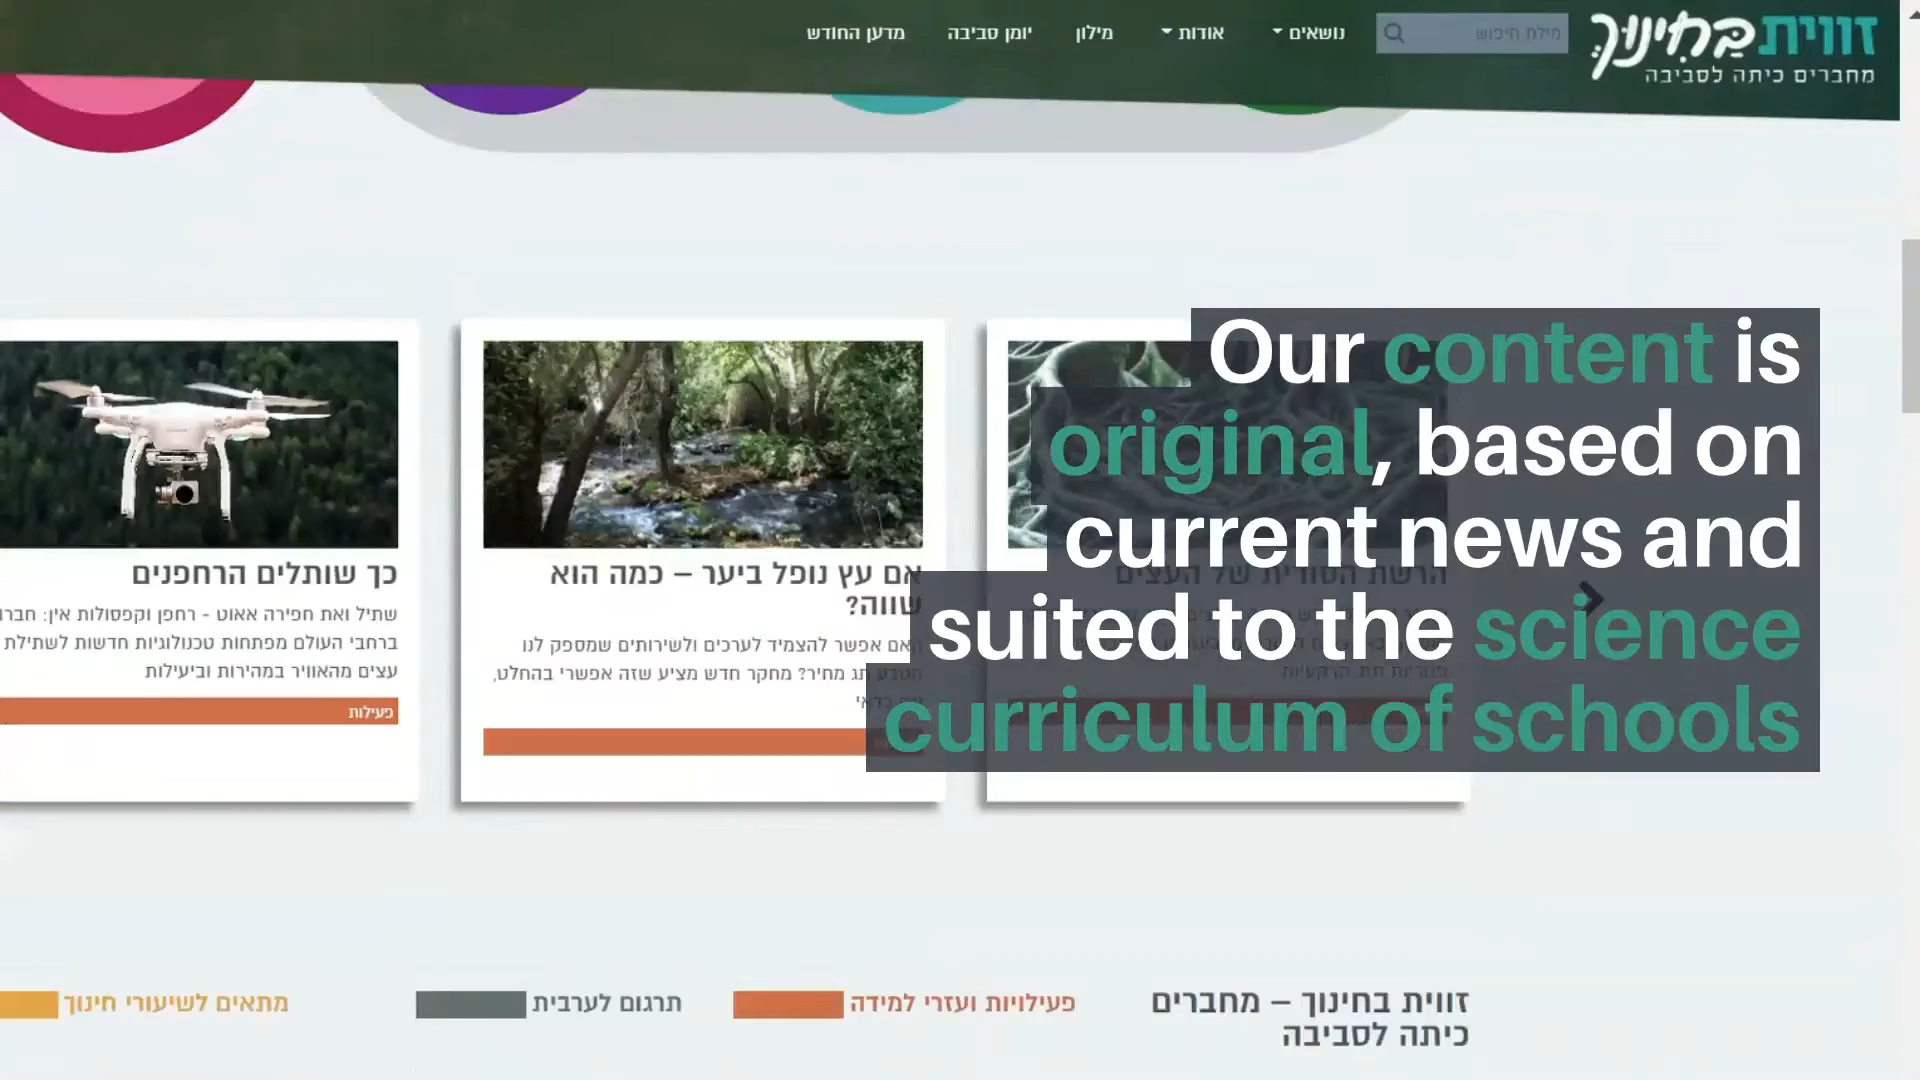 זווית בחינוך
מחברים כיתה לסביבה
מילת חיפוש
נושאים
אודות
מילון
יומן סביבה
מדען החודש
Our content is
original, based on
current news and
suited to the science
curriculum of schools
הרשת הסודית של העצים
אם עץ נופל ביער – כמה הוא
שווה?
האם אפשר להצמיד לערכים ולשירותים שמספק לנו
הטבע תג מחיר? מחקר חדש מציע שזה אפשרי בהחלט,
כך שותלים הרחפנים
שתיל ואת חפירה אאוט - רחפן וקפסולות אין: חברו
ברחבי העולם מפתחות טכנולוגיות חדשות לשתילת
עצים מהאוויר במהירות וביעילות
פעילות
זווית בחינוך – מחברים
כיתה לסביבה
פעילויות ועזרי למידה
תרגום לערבית
מתאים לשיעורי חינוך